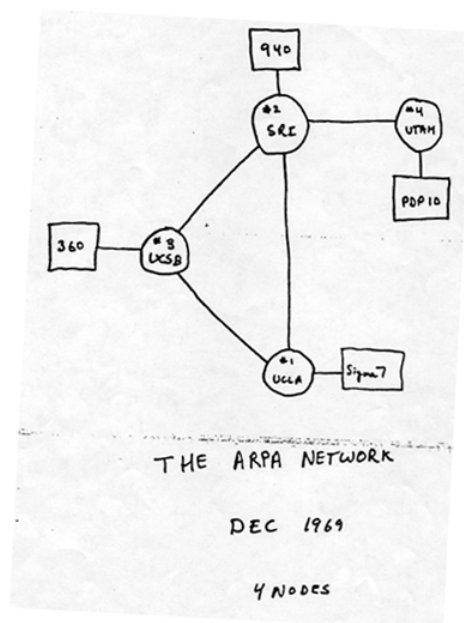 940
#2
SRI
#4
UTAH
PDP10
#3
UCSB
360
#1
UCLA
Sigma7
THE ARPA NETWORK
DEC 1969
4 NODES